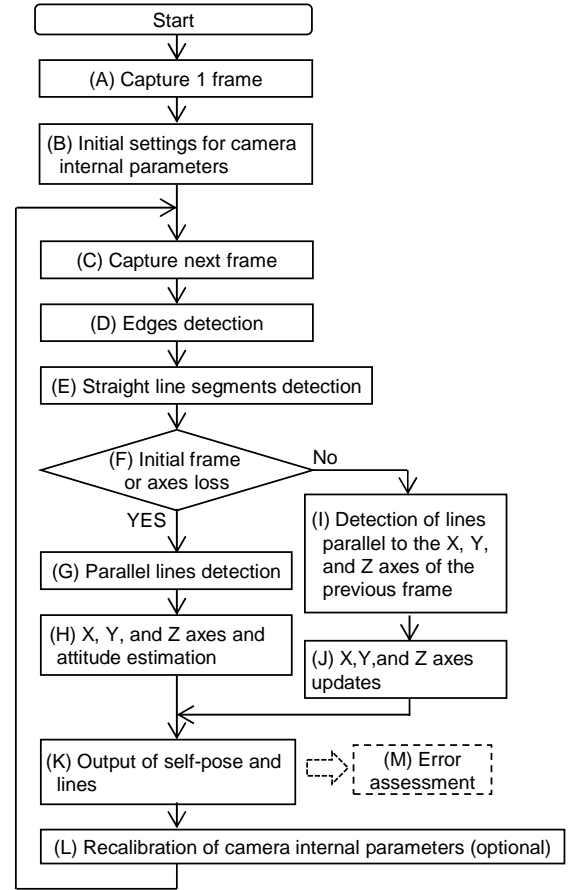 Start
(A) Capture 1 frame
(B) Initial settings for camera
internal parameters
(C) Capture next frame
(D) Edges detection
(E) Straight line segments detection
(F) Initial frame
or axes loss
No
YES
(G) Parallel lines detection
(H) X, Y, and Z axes and
attitude estimation
(I) Detection of lines
parallel to the X, Y,
and Z axes of the
previous frame
(J) X,Y,and Z axes
updates
(K) Output of self-pose and
lines
(M) Error
assessment
(L) Recalibration of camera internal parameters (optional)